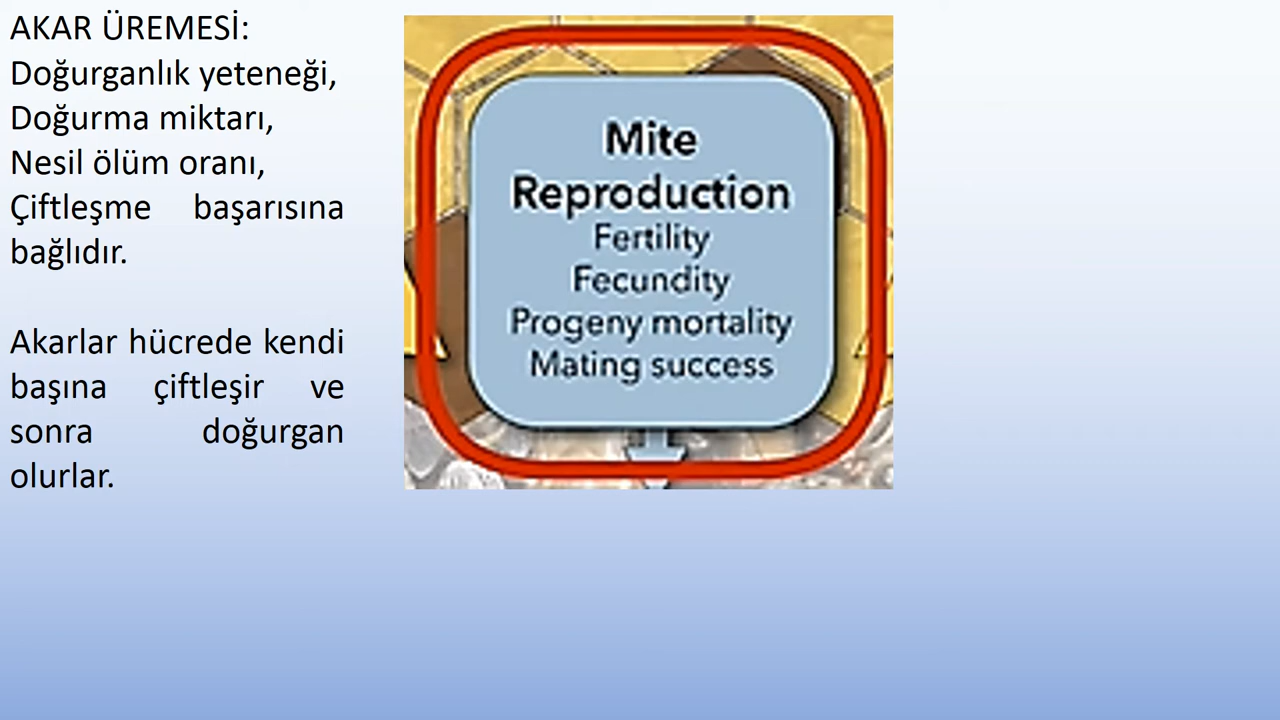 AKAR ÜREMESİ:
Doğurganlık yeteneği,
Doğurma miktarı,
Nesil ölüm oranı,
Çiftleşme başarısına
bağlıdır.
Akarlar hücrede kendi
başına çiftleşir ve
sonra doğurgan
olurlar.
Mite
Reproduction
Fertility
Fecundity
Progeny mortality
Mating success